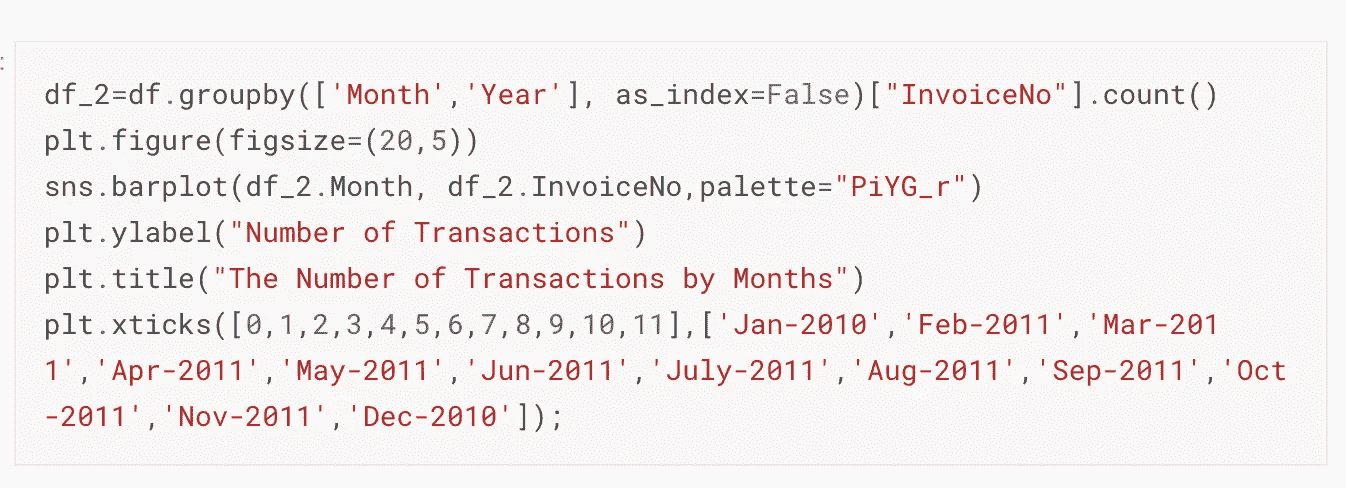 :
df_2=df.groupby(['Month','Year'], as_index=False)["InvoiceNo"].count()
plt.figure(figsize=(20,5))
sns.barplot(df_2.Month, df_2.InvoiceNo,palette="PiYG_r")
plt.ylabel("Number of Transactions")
plt.title("The Number of Transactions by Months")
plt.xticks([0,1,2,3,4,5,6,7,8,9,10,11],['Jan-2010','Feb-2011','Mar-201
1','Apr-2011','May-2011','Jun-2011','July-2011','Aug-2011','Sep-2011','Oct
-2011','Nov-2011','Dec-2010']);